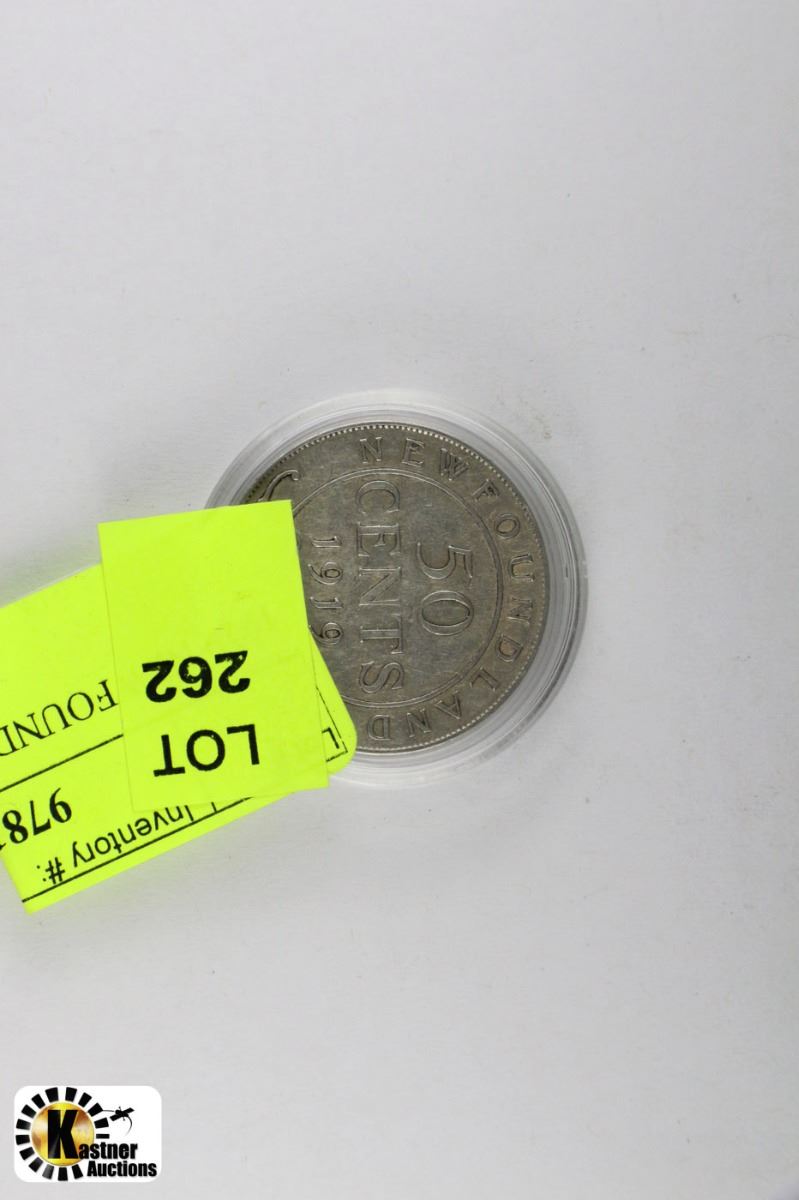 NEWFOUNDLAND
50
CENTS
1919
LOT
262
Inventory #:
978
FOUND
Kastner
Auctions